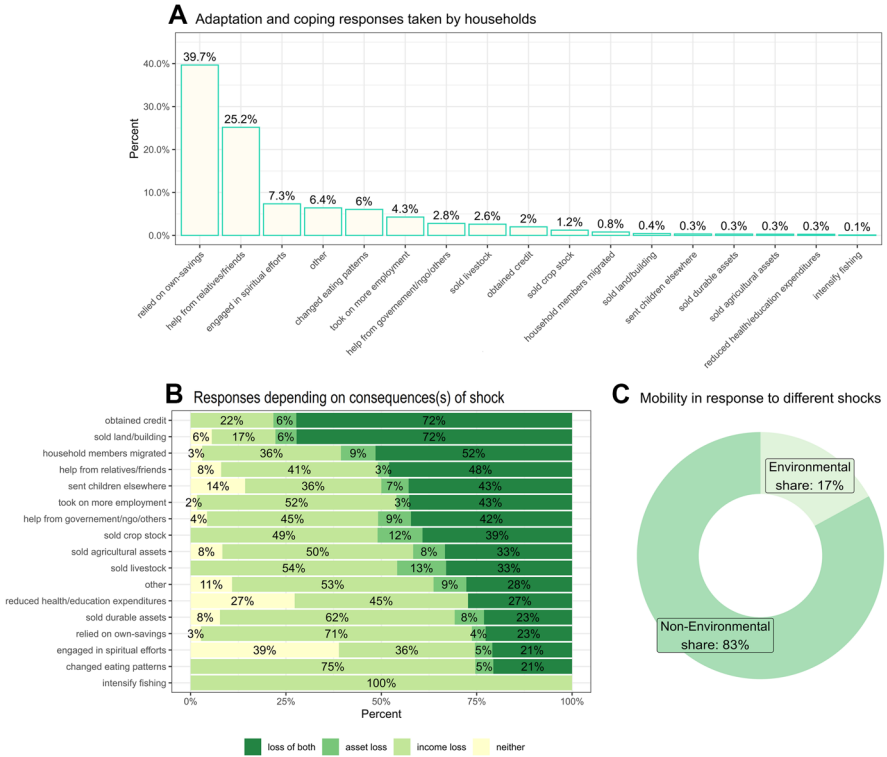 A Adaptation and coping responses taken by households
Percent
40.0%
30.0%
20.0%
10.0%
0.0%
39.7%
25.2%
7.3%
6.4%
6%
4.3%
2.8%
2.6%
2%
1.2%
0.8%
0.4%
0.3%
0.3%
0.3%
0.3%
0.1%
relied on own-savings
help from relatives/friends
engaged in spiritual efforts
other
changed eating patterns
took on more employment
help from governement/ngo/others
sold livestock
obtained credit
sold crop stock
household members migrated
sold land/building
sent children elsewhere
sold durable assets
sold agricultural assets
reduced health/education expenditures
intensify fishing
B Responses depending on consequences(s) of shock
obtained credit 22% 6% 72%
sold land/building 6% 17% 6% 72%
household members migrated 3% 36% 9% 52%
help from relatives/friends 8% 41% 3% 48%
sent children elsewhere 14% 36% 7% 43%
took on more employment 2% 52% 3% 43%
help from governement/ngo/others 4% 45% 9% 42%
sold crop stock 49% 12% 39%
sold agricultural assets 8% 50% 8% 33%
sold livestock 54% 13% 33%
other 11% 53% 9% 28%
reduced health/education expenditures 27% 45% 27%
sold durable assets 8% 62% 8% 23%
relied on own-savings 3% 71% 4% 23%
engaged in spiritual efforts 39% 36% 5% 21%
changed eating patterns 75% 5% 21%
intensify fishing 100%
0% 25% 50% 75% 100%
Percent
loss of both asset loss income loss neither
C Mobility in response to different shocks
Environmental
share: 17%
Non-Environmental
share: 83%